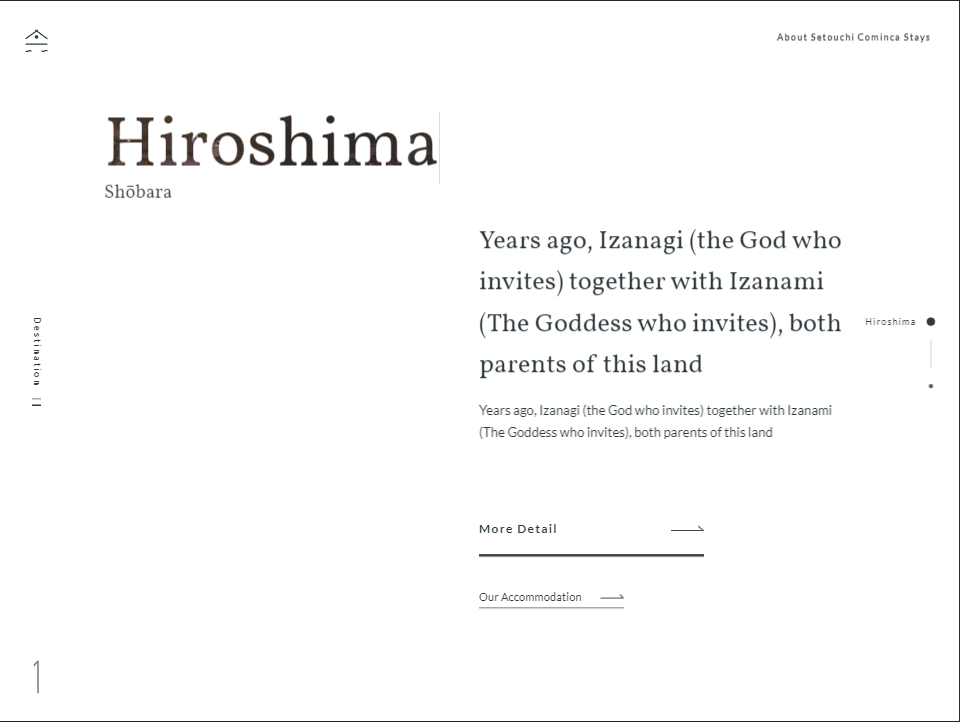 About Setouchi Cominca Stays
Hiroshima
Shōbara
Years ago, Izanagi (the God who
invites) together with Izanami
(The Goddess who invites), both
parents of this land
Hiroshima
Destination
Years ago, Izanagi (the God who invites) together with Izanami
(The Goddess who invites), both parents of this land
More Detail
Our Accommodation
1